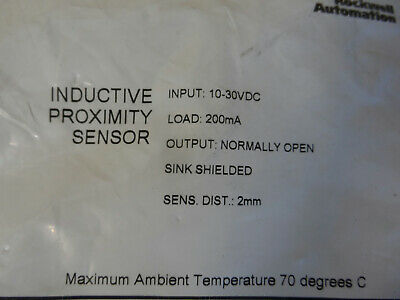 Rockwell
Automation
INDUCTIVE
PROXIMITY
SENSOR
INPUT: 10-30VDC
LOAD: 200mA
OUTPUT: NORMALLY OPEN
SINK SHIELDED
SENS. DIST.: 2mm
Maximum Ambient Temperature 70 degrees C